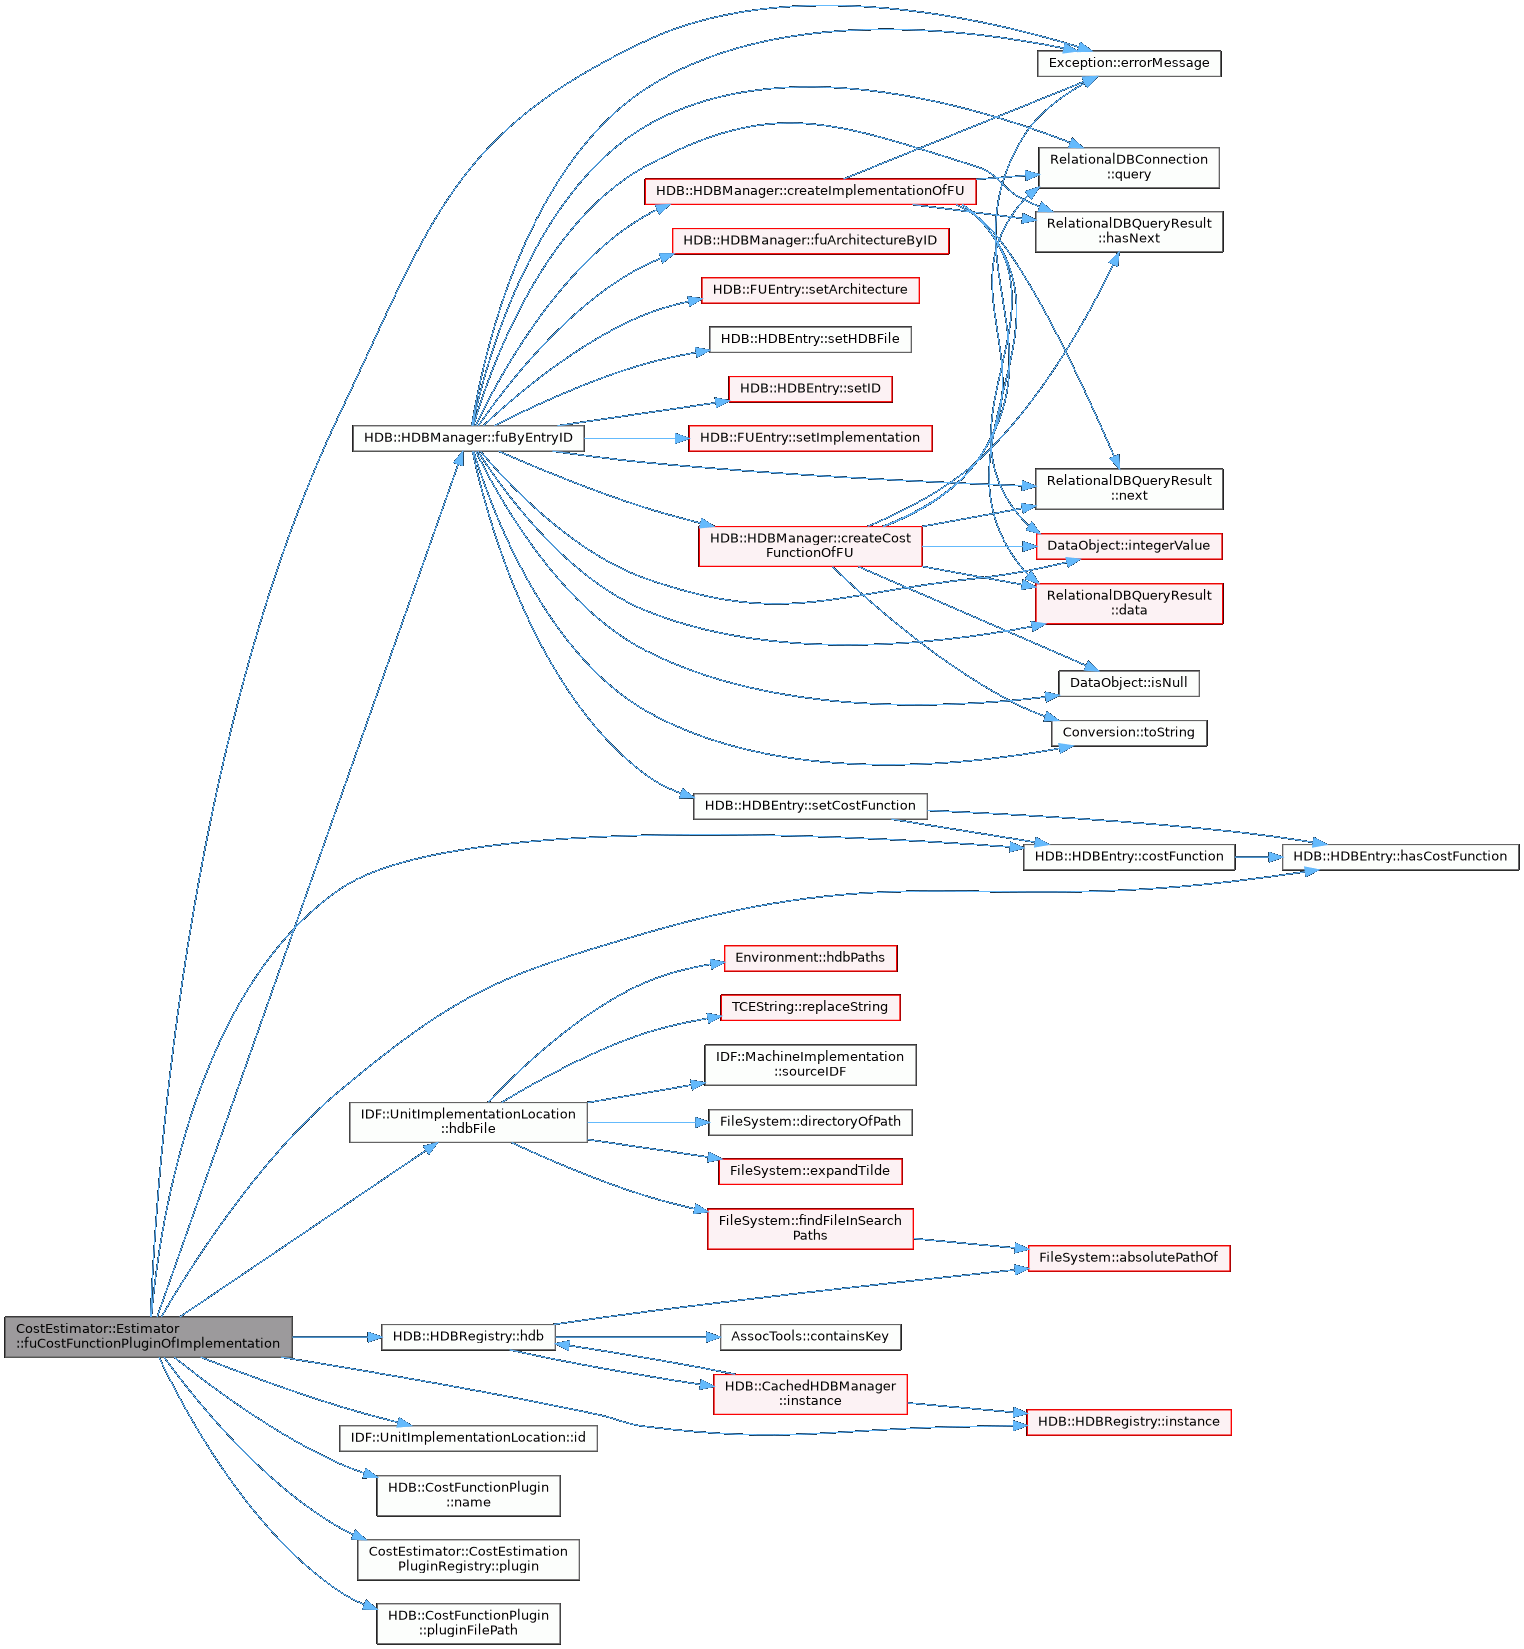 Exception::errorMessage
RelationalDBConnection
::query
HDB::HDBManager::createImplementationOfFU
RelationalDBQueryResult
::hasNext
HDB::HDBManager::fuArchitectureByID
HDB::FUEntry::setArchitecture
HDB::HDBEntry::setHDBFile
HDB::HDBEntry::setID
HDB::HDBManager::fuByEntryID
HDB::FUEntry::setImplementation
RelationalDBQueryResult
::next
HDB::HDBManager::createCost
FunctionOfFU
DataObject::integerValue
RelationalDBQueryResult
::data
DataObject::isNull
Conversion::toString
HDB::HDBEntry::setCostFunction
HDB::HDBEntry::costFunction
HDB::HDBEntry::hasCostFunction
Environment::hdbPaths
TCEString::replaceString
IDF::MachineImplementation
::sourceIDF
IDF::UnitImplementationLocation
::hdbFile
FileSystem::directoryOfPath
FileSystem::expandTilde
FileSystem::findFileInSearch
Paths
FileSystem::absolutePathOf
CostEstimator::Estimator
::fuCostFunctionPluginOfImplementation
HDB::HDBRegistry::hdb
AssocTools::containsKey
HDB::CachedHDBManager
::instance
HDB::HDBRegistry::instance
IDF::UnitImplementationLocation::id
HDB::CostFunctionPlugin
::name
CostEstimator::CostEstimation
PluginRegistry::plugin
HDB::CostFunctionPlugin
::pluginFilePath